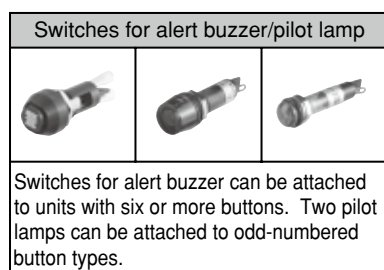 Switches for alert buzzer/pilot lamp
Switches for alert buzzer can be attached
to units with six or more buttons. Two pilot
lamps can be attached to odd-numbered
button types.